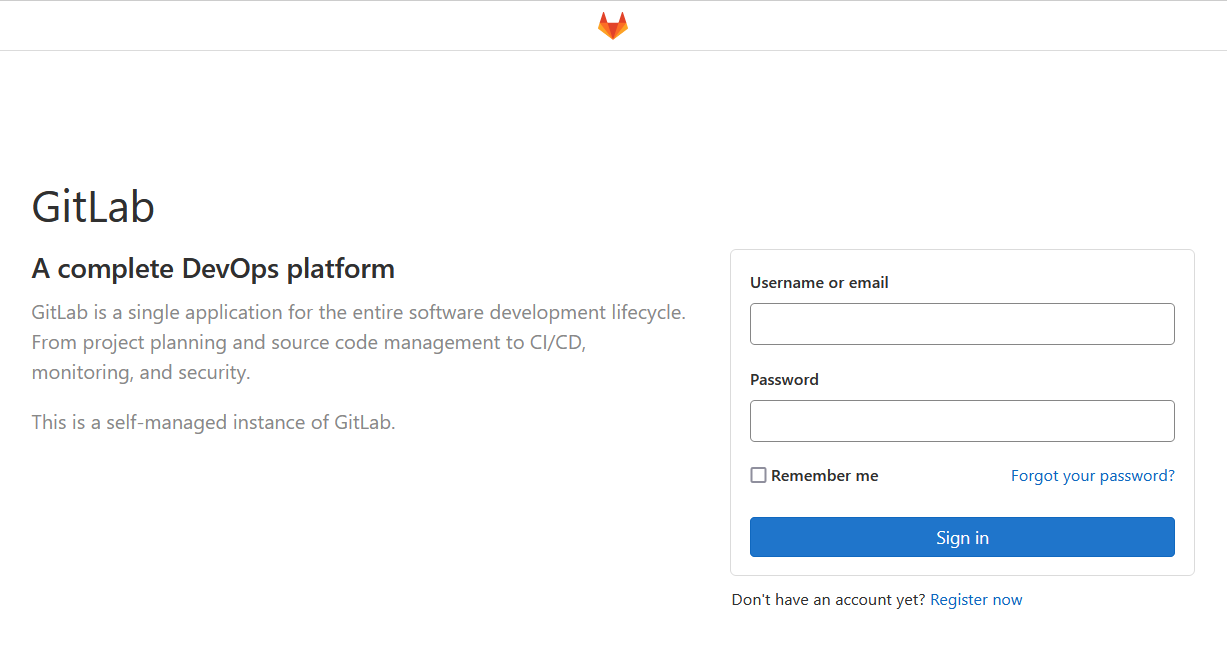 GitLab
A complete DevOps platform
GitLab is a single application for the entire software development lifecycle.
From project planning and source code management to CI/CD,
monitoring, and security.
This is a self-managed instance of GitLab.
Username or email
Password
Remember me
Forgot your password?
Sign in
Don't have an account yet? Register now